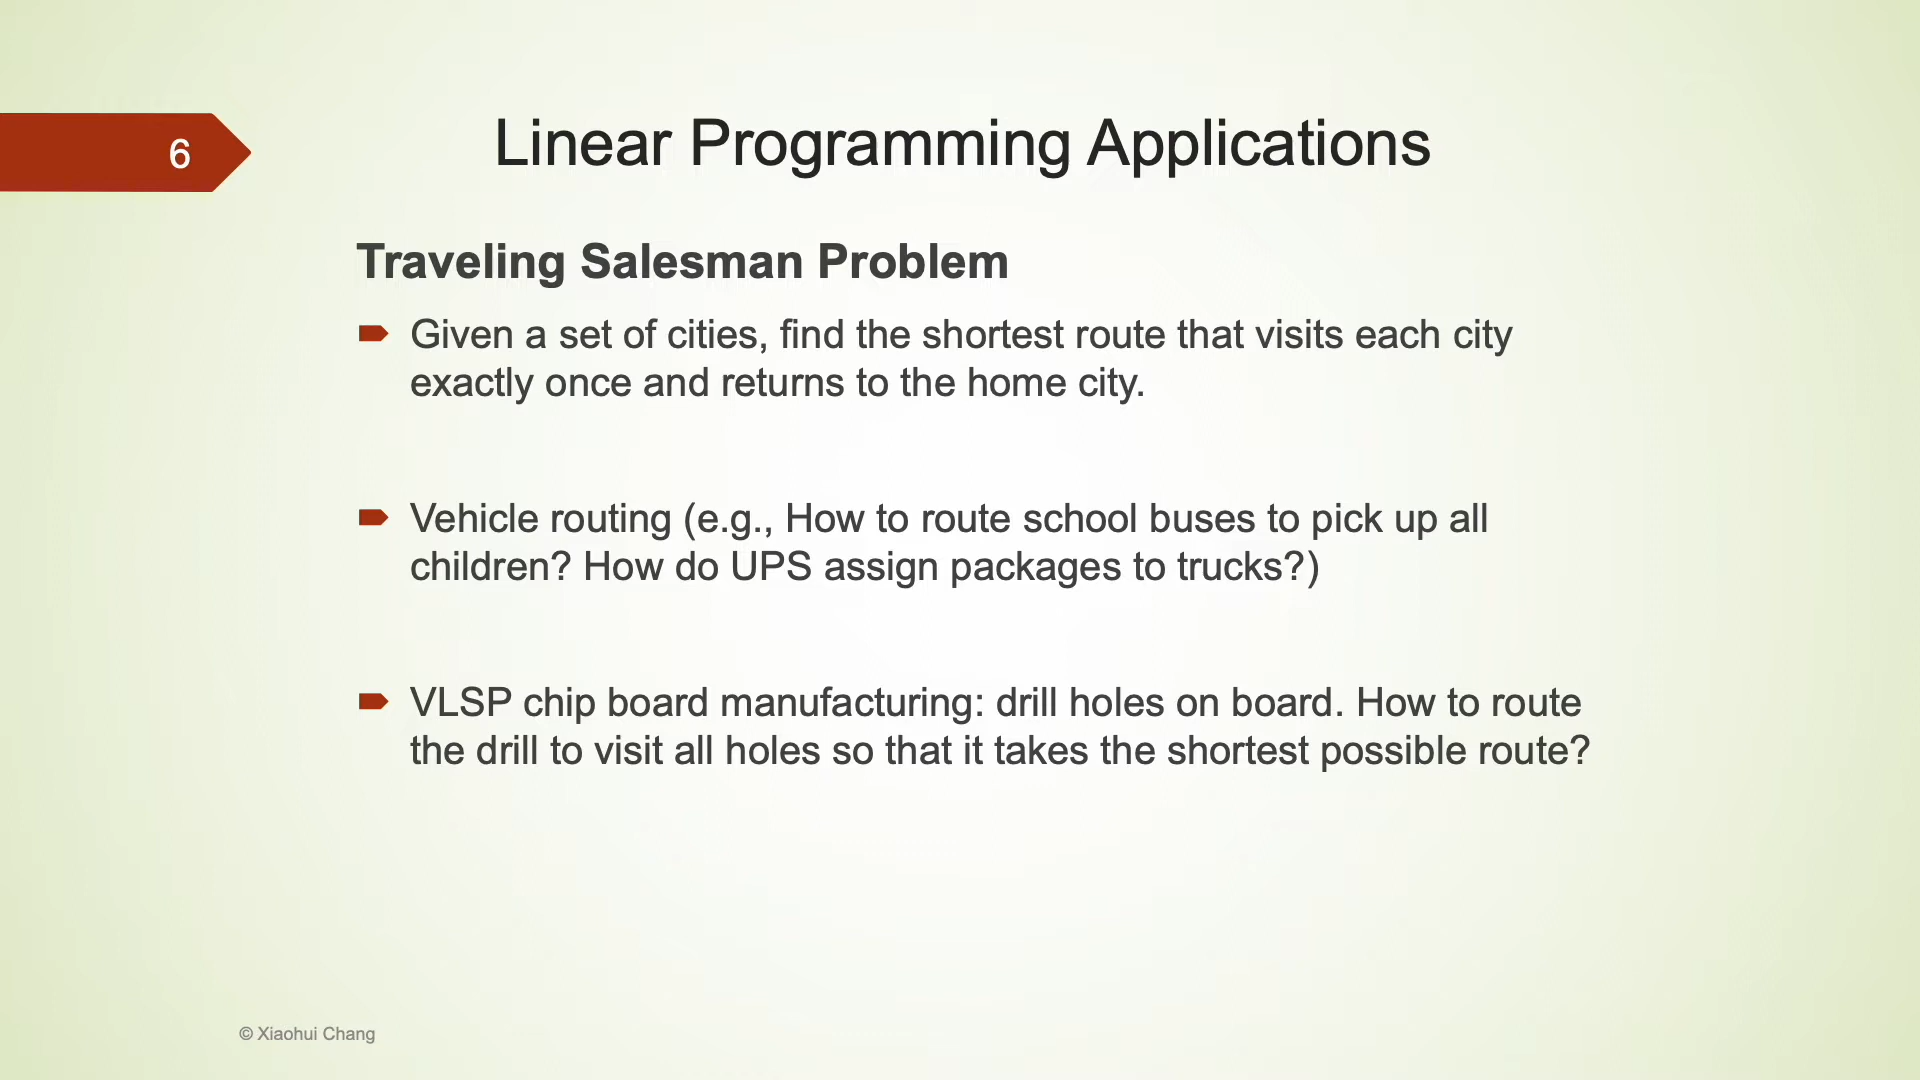 6
Linear Programming Applications
Traveling Salesman Problem
Given a set of cities, find the shortest route that visits each city
exactly once and returns to the home city.
Vehicle routing (e.g., How to route school buses to pick up all
children? How do UPS assign packages to trucks?)
VLSP chip board manufacturing: drill holes on board. How to route
the drill to visit all holes so that it takes the shortest possible route?
© Xiaohui Chang